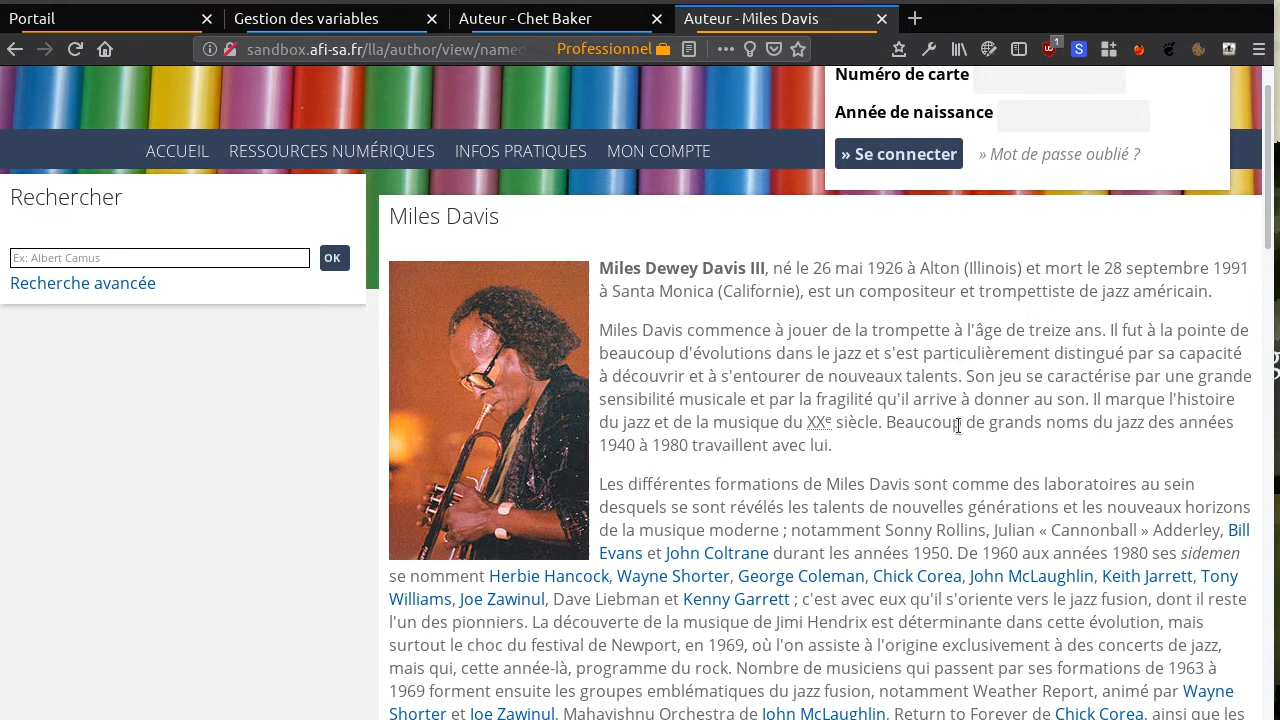 Portail
Gestion des variables
Auteur - Chet Baker
Auteur - Miles Davis
sandbox.afi-sa.fr/lla/author/view/name
Professionnel
1
Numéro de carte
Année de naissance
» Se connecter
» Mot de passe oublié ?
ACCUEIL RESSOURCES NUMÉRIQUES INFOS PRATIQUES MON COMPTE
Rechercher
Ex: Albert Camus
OK
Recherche avancée
Miles Davis
Miles Dewey Davis III, né le 26 mai 1926 à Alton (Illinois) et mort le 28 septembre 1991
à Santa Monica (Californie), est un compositeur et trompettiste de jazz américain.
Miles Davis commence à jouer de la trompette à l'âge de treize ans. Il fut à la pointe de
beaucoup d'évolutions dans le jazz et s'est particulièrement distingué par sa capacité
à découvrir et à s'entourer de nouveaux talents. Son jeu se caractérise par une grande
sensibilité musicale et par la fragilité qu'il arrive à donner au son. Il marque l'histoire
du jazz et de la musique du XXe siècle. Beaucoup de grands noms du jazz des années
1940 à 1980 travaillent avec lui.
Les différentes formations de Miles Davis sont comme des laboratoires au sein
desquels se sont révélés les talents de nouvelles générations et les nouveaux horizons
de la musique moderne ; notamment Sonny Rollins, Julian « Cannonball » Adderley, Bill
Evans et John Coltrane durant les années 1950. De 1960 aux années 1980 ses sidemen
se nomment Herbie Hancock, Wayne Shorter, George Coleman, Chick Corea, John McLaughlin, Keith Jarrett, Tony
Williams, Joe Zawinul, Dave Liebman et Kenny Garrett ; c'est avec eux qu'il s'oriente vers le jazz fusion, dont il reste
l'un des pionniers. La découverte de la musique de Jimi Hendrix est déterminante dans cette évolution, mais
surtout le choc du festival de Newport, en 1969, où l'on assiste à l'origine exclusivement à des concerts de jazz,
mais qui, cette année-là, programme du rock. Nombre de musiciens qui passent par ses formations de 1963 à
1969 forment ensuite les groupes emblématiques du jazz fusion, notamment Weather Report, animé par Wayne
Shorter et Joe Zawinul, Mahavishnu Orchestra de John McLaughlin, Return to Forever de Chick Corea, ainsi que les